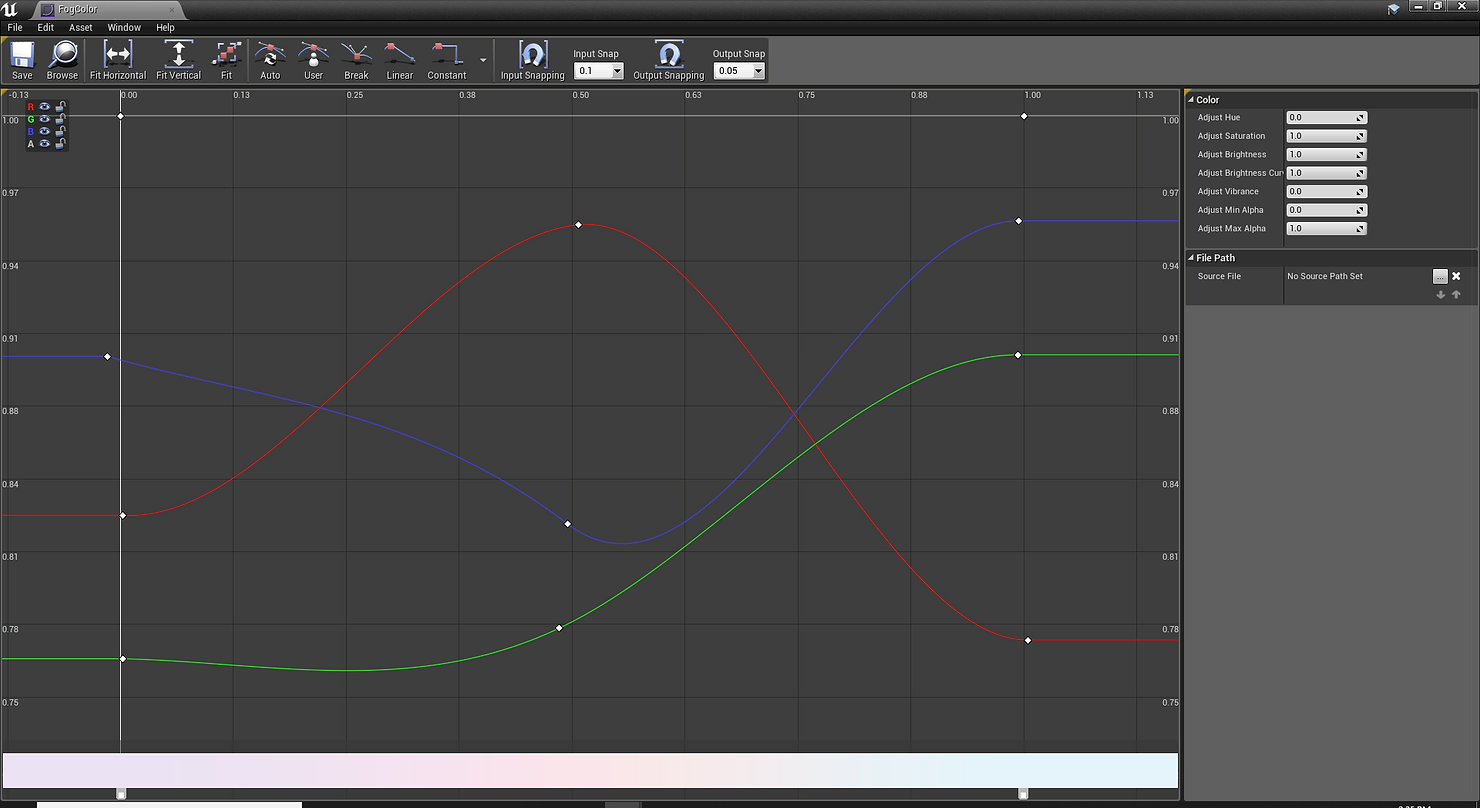 FogColor
File Edit Asset Window Help
Save Browse Fit Horizontal Fit Vertical Fit Auto User Break Linear Constant Input Snapping Input Snap 0.1 Output Snapping Output Snap 0.05
-0.13 0.00 0.13 0.25 0.38 0.50 0.63 0.75 0.88 1.00 1.13
R
G
B
A
1.00 1.00
0.97 0.97
0.94 0.94
0.91 0.91
0.88 0.88
0.84 0.84
0.81 0.81
0.78 0.78
0.75 0.75
Color
Adjust Hue 0.0
Adjust Saturation 1.0
Adjust Brightness 1.0
Adjust Brightness Cur 1.0
Adjust Vibrance 0.0
Adjust Min Alpha 0.0
Adjust Max Alpha 1.0
File Path
Source File No Source Path Set ...